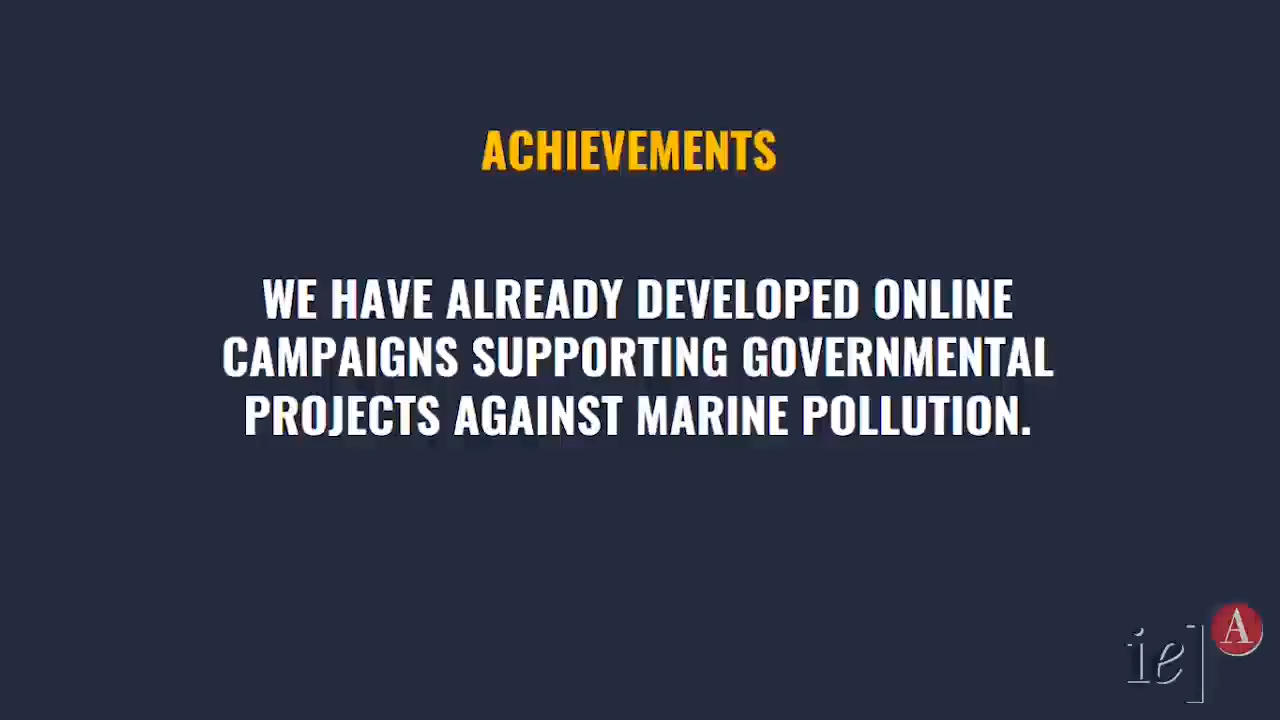 ACHIEVEMENTS
WE HAVE ALREADY DEVELOPED ONLINE
CAMPAIGNS SUPPORTING GOVERNMENTAL
PROJECTS AGAINST MARINE POLLUTION.
ie] A